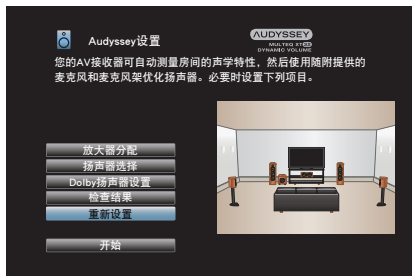 Audyssey设置
AUDYSSEY
MULTEQ XT32
DYNAMIC VOLUME
您的AV接收器可自动测量房间的声学特性，然后使用随附提供的
麦克风和麦克风架优化扬声器。必要时设置下列项目。
放大器分配
扬声器选择
Dolby扬声器设置
检查结果
重新设置
开始